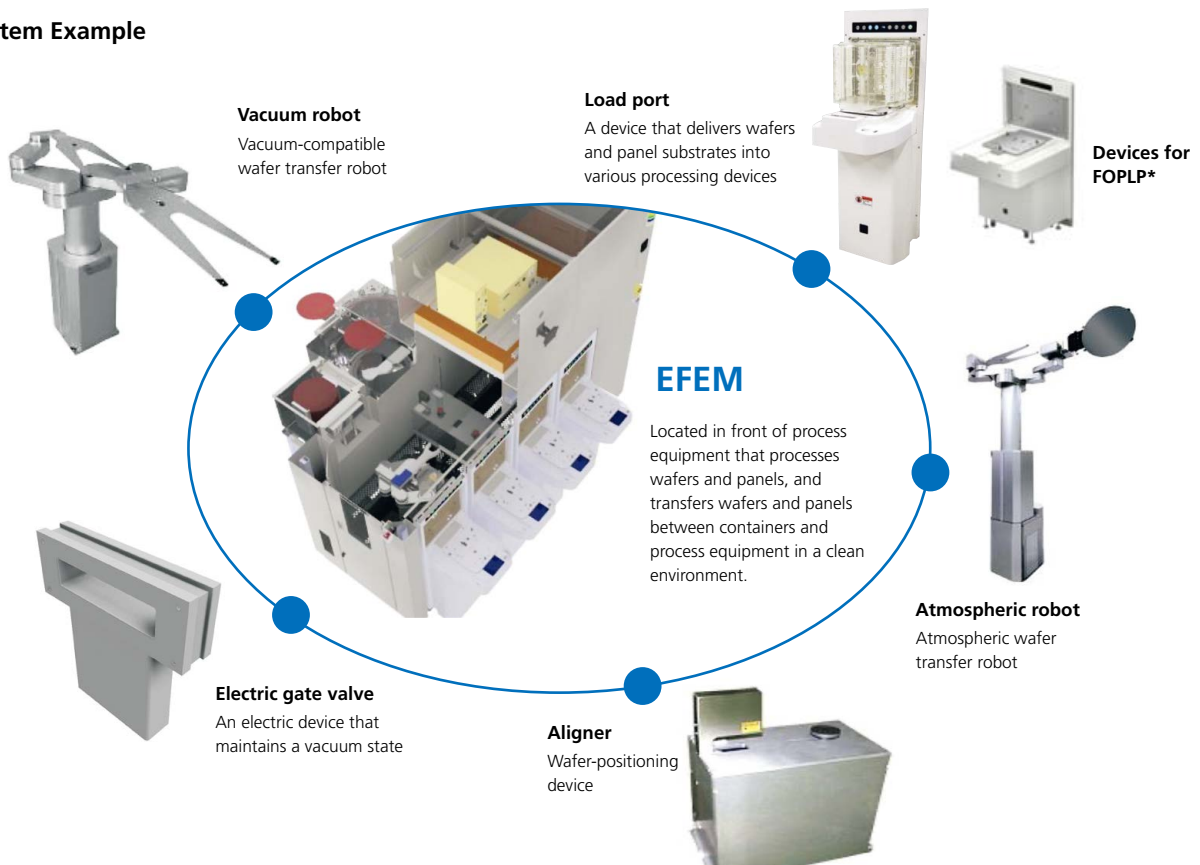 tem Example
Vacuum robot
Vacuum-compatible
wafer transfer robot
Load port
A device that delivers wafers
and panel substrates into
various processing devices
Devices for
FOPLP*
EFEM
Located in front of process
equipment that processes
wafers and panels, and
transfers wafers and panels
between containers and
process equipment in a clean
environment.
Atmospheric robot
Atmospheric wafer
transfer robot
Electric gate valve
An electric device that
maintains a vacuum state
Aligner
Wafer-positioning
device